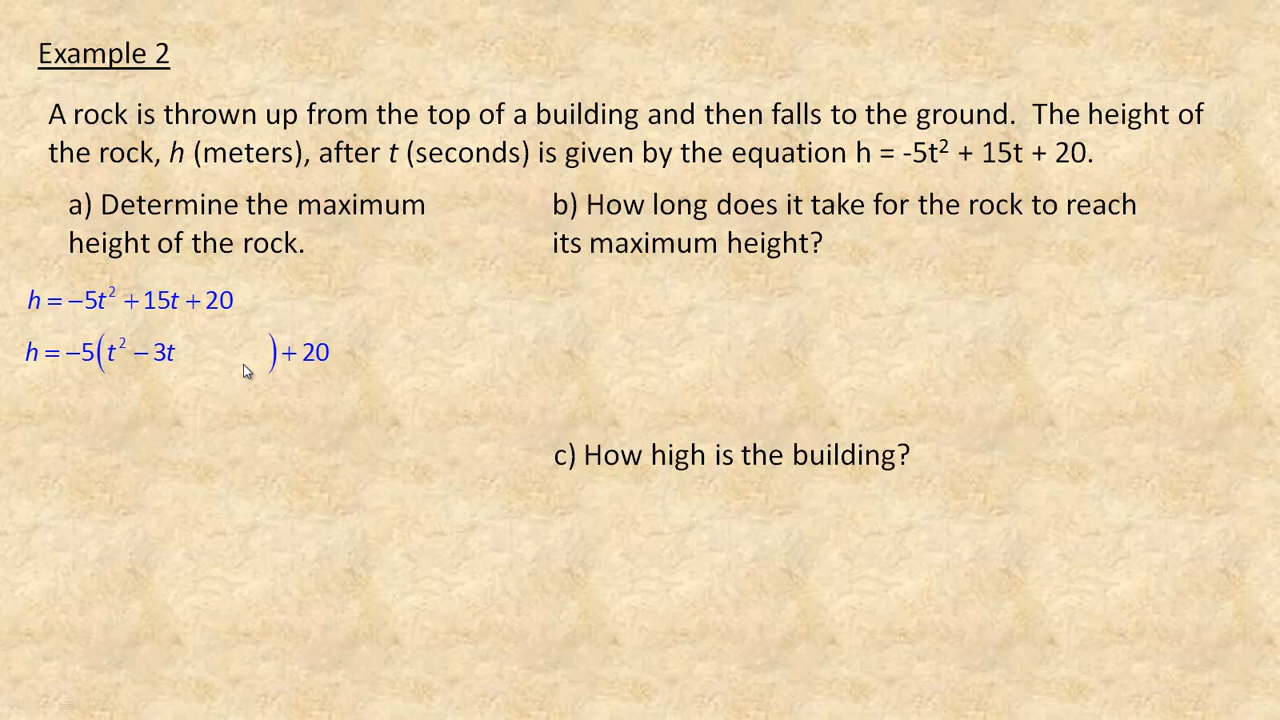 Example 2
A rock is thrown up from the top of a building and then falls to the ground.  The height of
the rock, h (meters), after t (seconds) is given by the equation h = -5t² + 15t + 20.
a) Determine the maximum
height of the rock.
b) How long does it take for the rock to reach
its maximum height?
h = −5t² + 15t + 20
h = −5(t² − 3t      ) + 20
c) How high is the building?